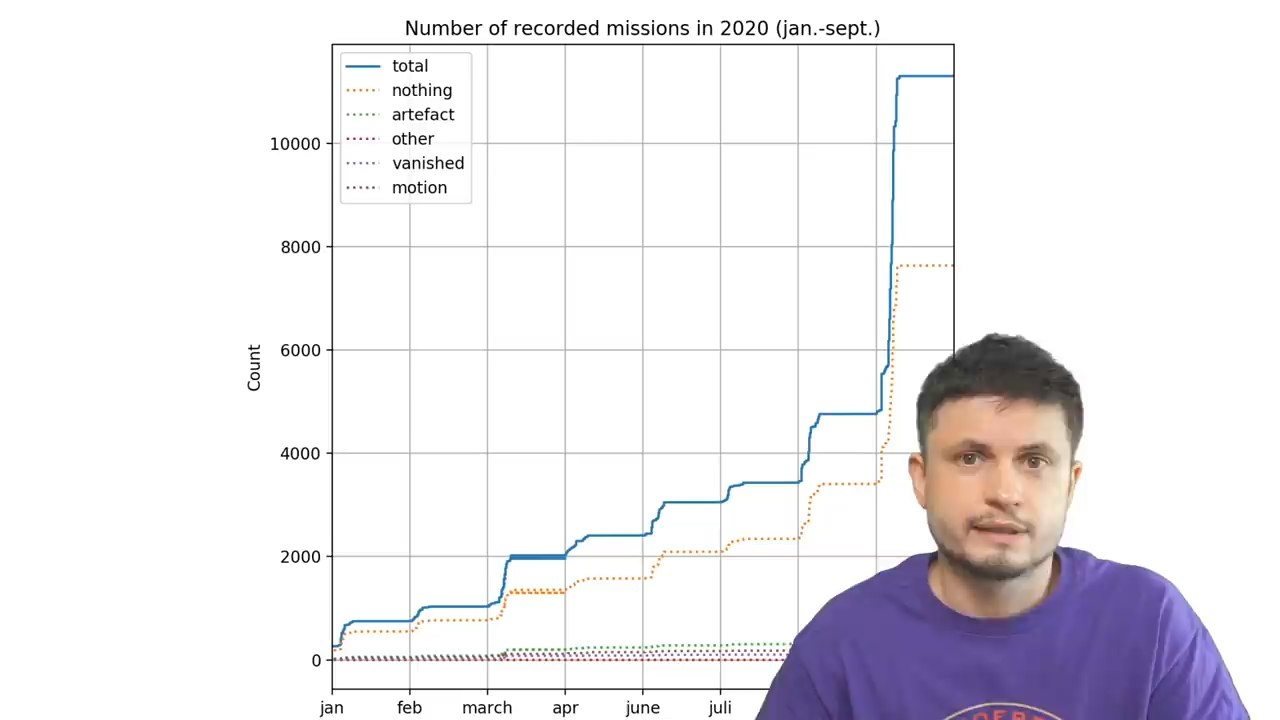 Number of recorded missions in 2020 (jan.-sept.)
total
nothing
artefact
other
vanished
motion
10000
8000
6000
4000
2000
0
Count
jan
feb
march
apr
june
juli